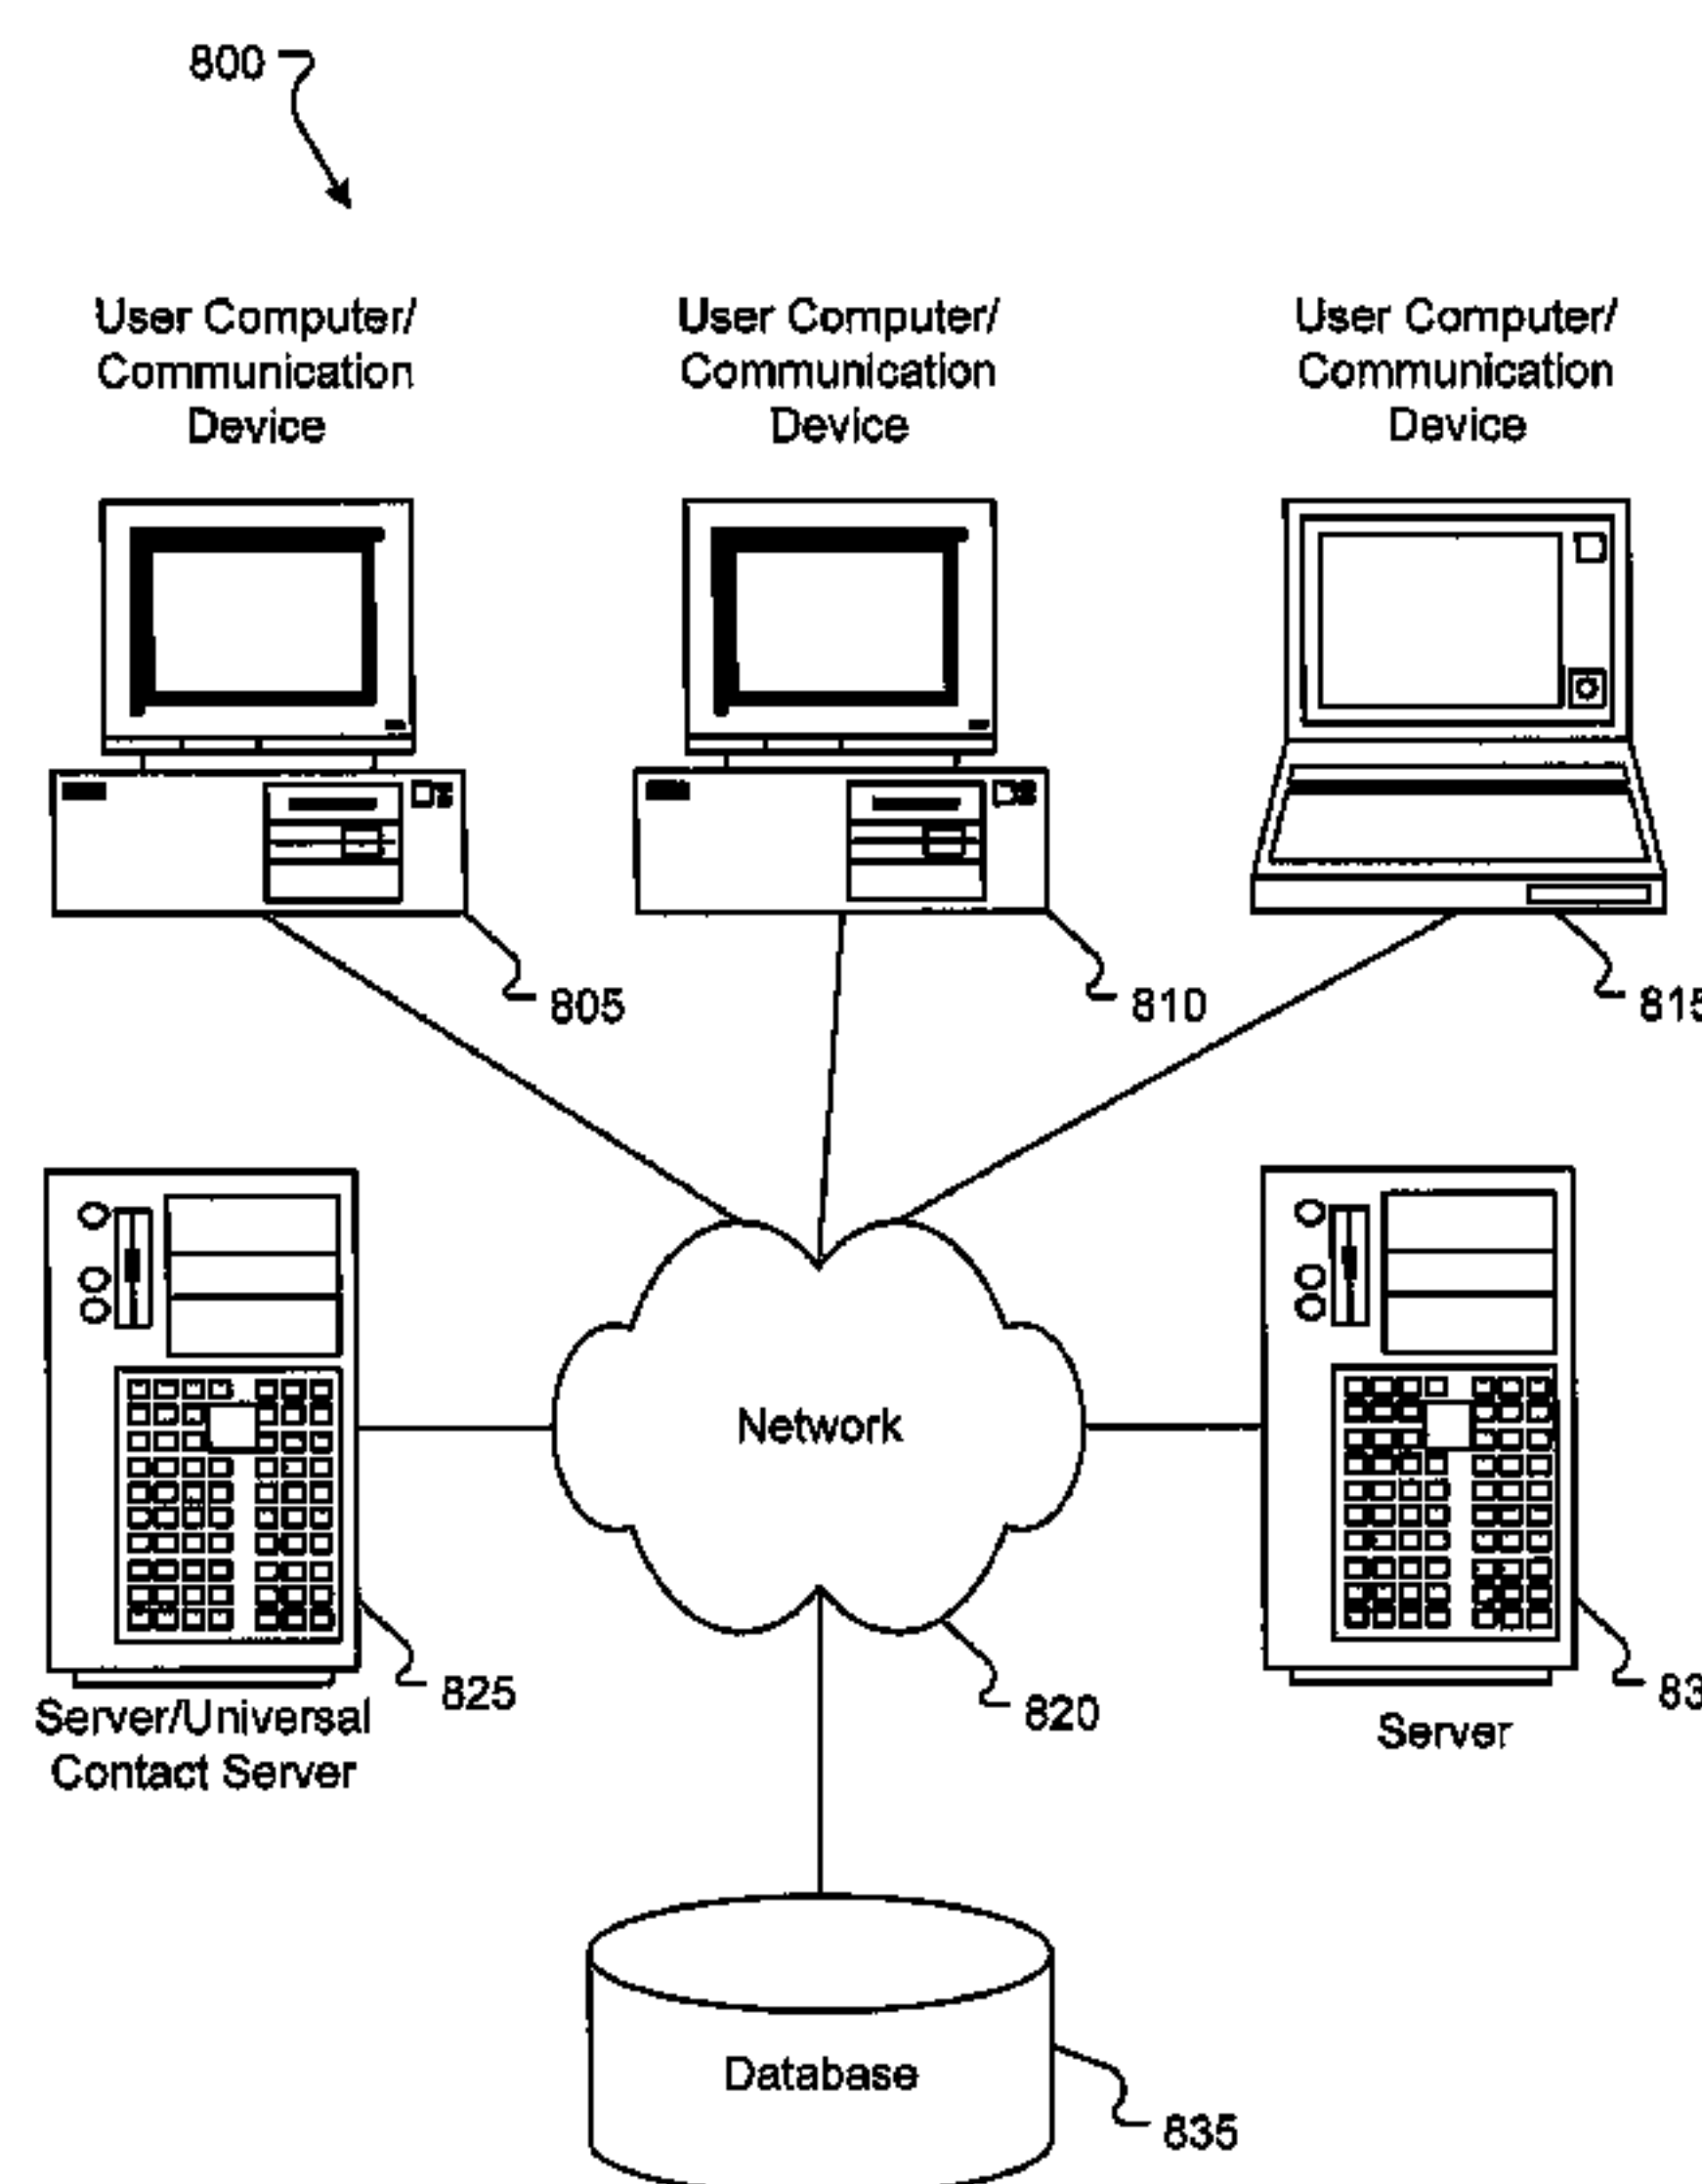 800
User Computer/
Communication
Device
User Computer/
Communication
Device
User Computer/
Communication
Device
805
810
815
Network
825
820
Server/Universal
Contact Server
Server
Database
835